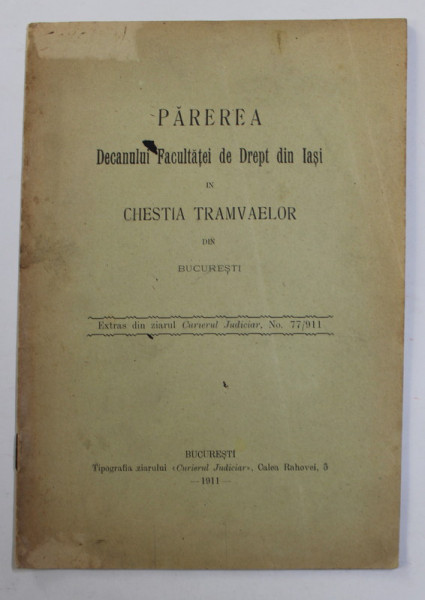 PĂREREA
Decanului Facultăţei de Drept din Iaşi
IN
CHESTIA TRAMVAELOR
DIN
BUCUREŞTI
Extras din ziarul Curierul Judiciar, No. 77/911
BUCUREŞTI
Tipografia ziarului «Curierul Judiciar», Calea Rahovei, 5
—1911—